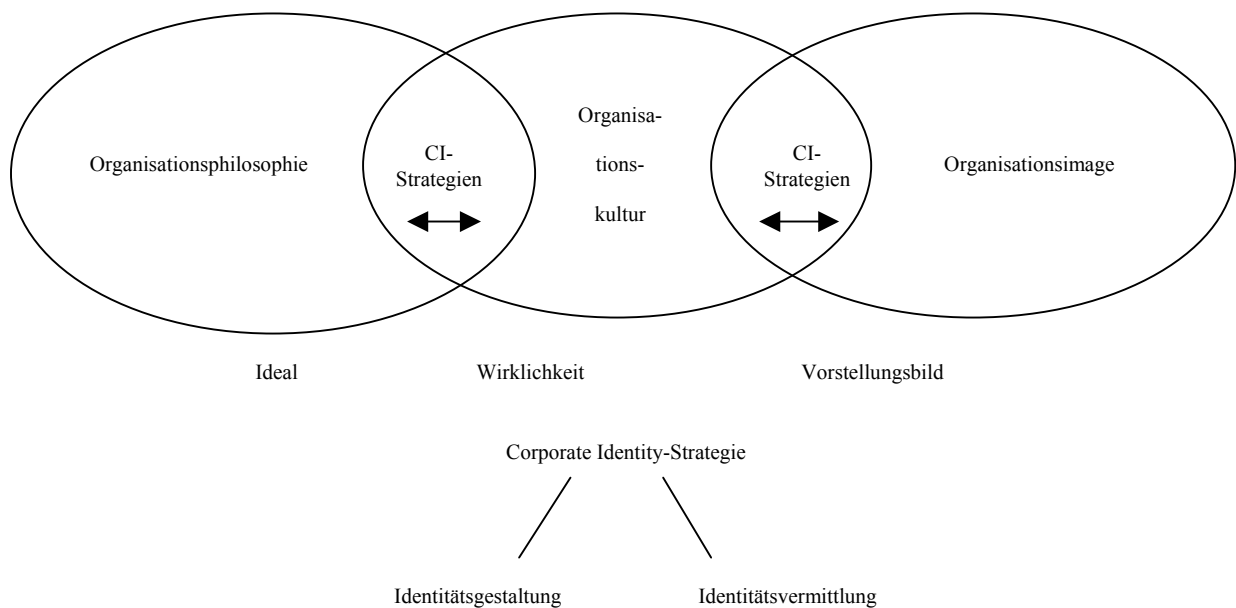 Organisationsphilosophie
CI-
Strategien
Organisa-
tions-
kultur
CI-
Strategien
Organisationsimage
Ideal
Wirklichkeit
Vorstellungsbild
Corporate Identity-Strategie
Identitätsgestaltung
Identitätsvermittlung